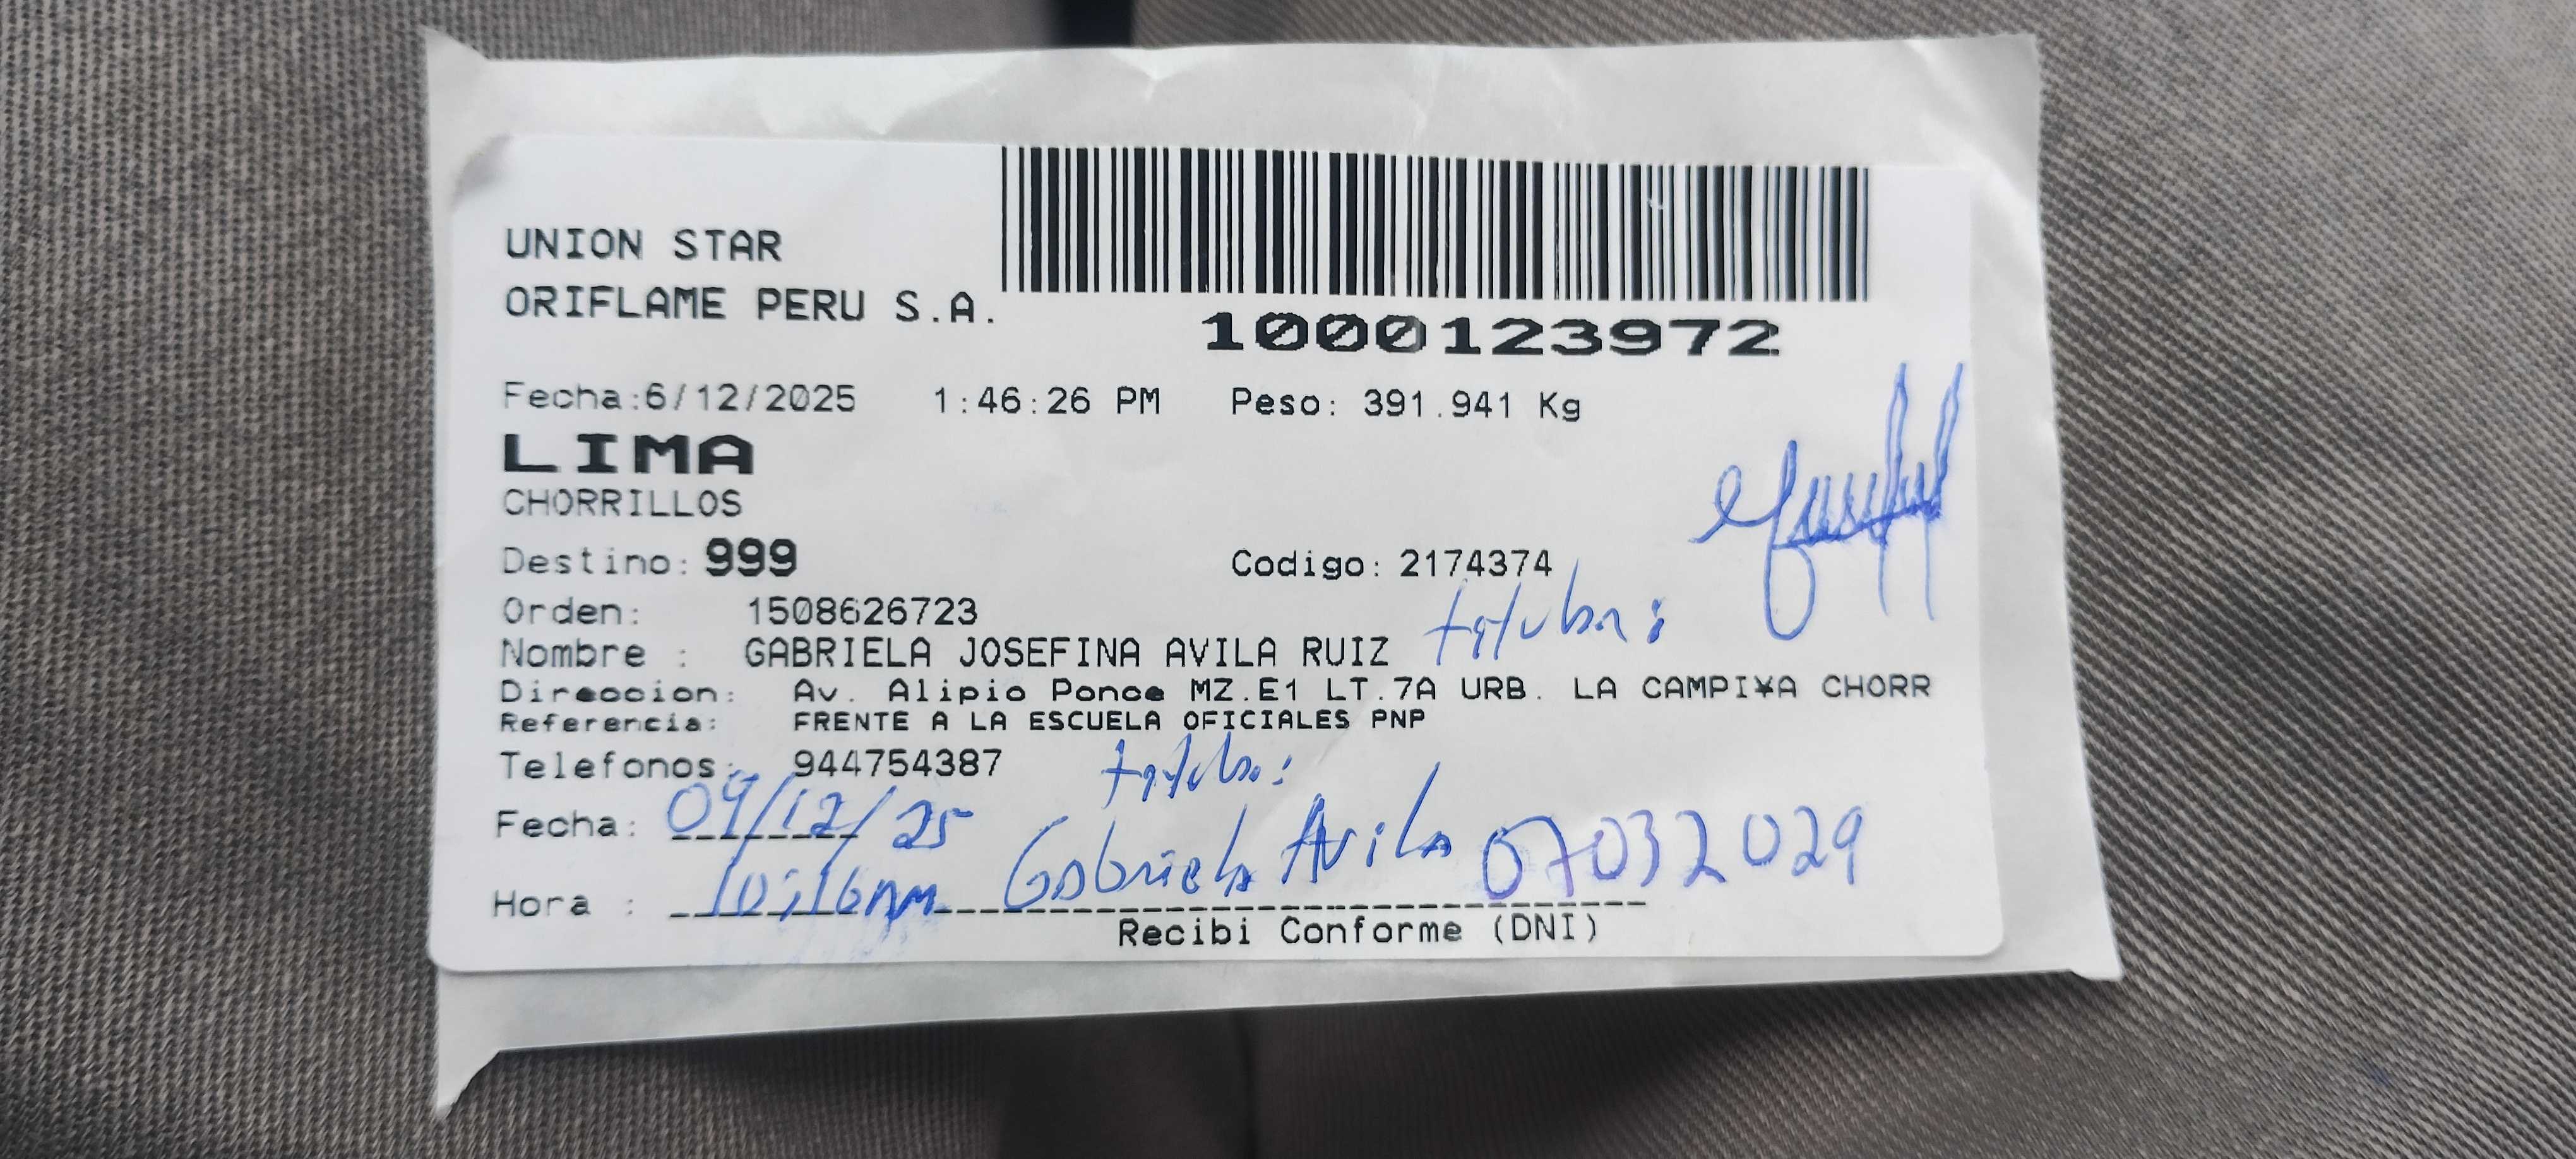 UNION STAR
ORIFLAME PERU S.A.
1000123972
Fecha:6/12/2025 1:46:26 PM Peso: 391.941 Kg
LIMA
CHORRILLOS
Destino: 999 Codigo: 2174374
Orden: 1508626723
Nombre : GABRIELA JOSEFINA AVILA RUIZ
Direccion: Av. Alipio Ponce MZ.E1 LT.7A URB. LA CAMPI¥A CHORR
Referencia: FRENTE A LA ESCUELA OFICIALES PNP
Telefonos: 944754387
Fecha: 09/12/25
Gabriela Avila 07032029
Hora : 10:16 am
Recibi Conforme (DNI)